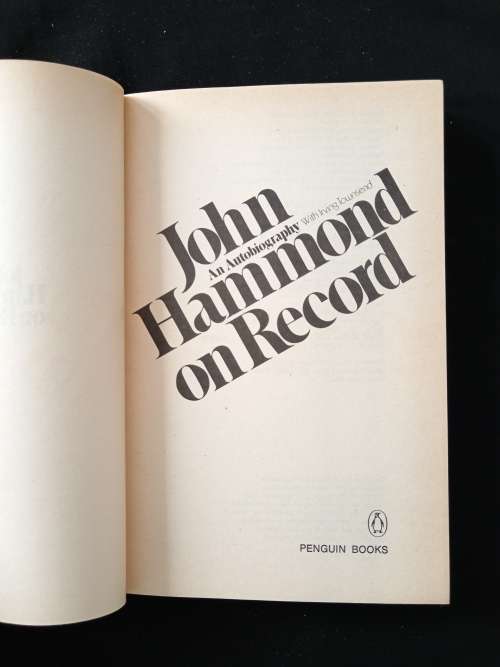 John
An Autobiography With Irving Townsend
Hammond
on Record
PENGUIN BOOKS